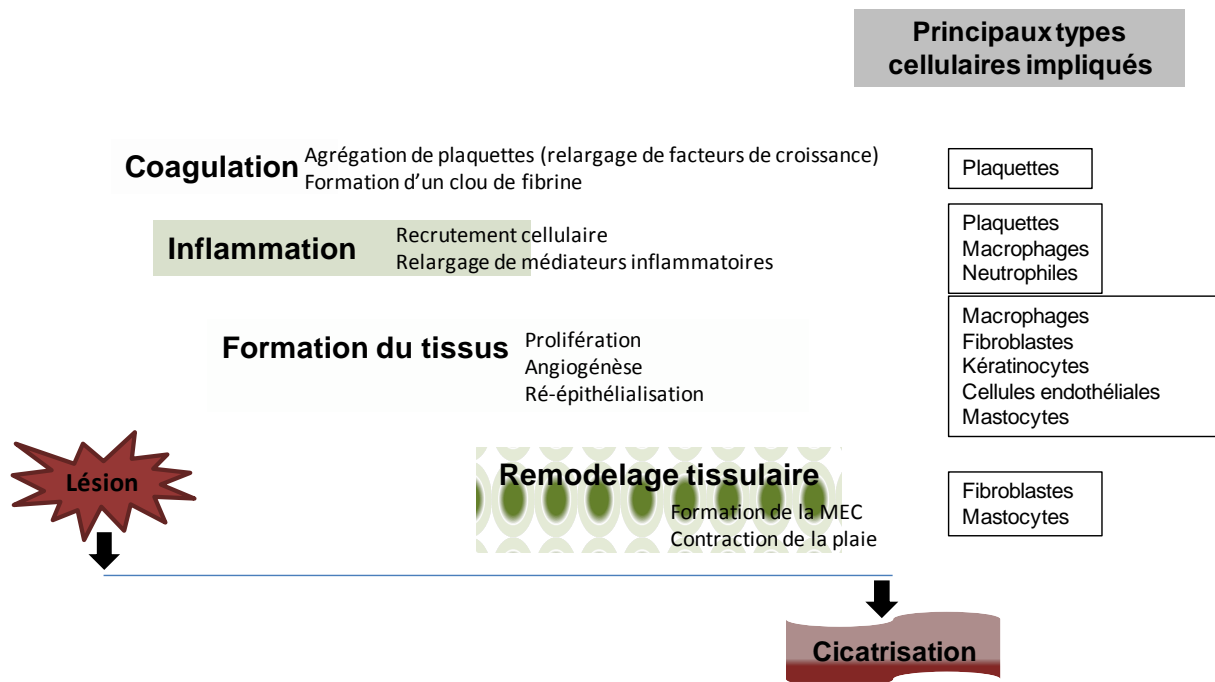 Principaux types
cellulaires impliqués
Coagulation
Agrégation de plaquettes (relargage de facteurs de croissance)
Formation d'un clou de fibrine
Plaquettes
Inflammation
Recrutement cellulaire
Relargage de médiateurs inflammatoires
Plaquettes
Macrophages
Neutrophiles
Formation du tissus
Prolifération
Angiogénèse
Ré-épithélialisation
Macrophages
Fibroblastes
Kératinocytes
Cellules endothéliales
Mastocytes
Lésion
Remodelage tissulaire
Formation de la MEC
Contraction de la plaie
Fibroblastes
Mastocytes
Cicatrisation